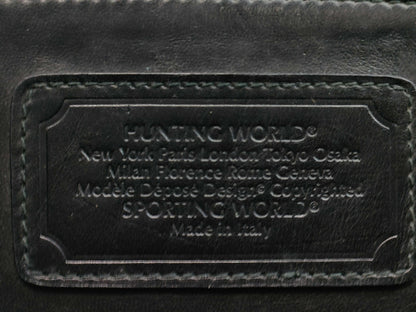 HUNTING WORLD®
New York Paris London Tokyo Osaka
Milan Florence Rome Geneva
Modèle Déposé Design® Copyrighted
SPORTING WORLD®
Made in Italy